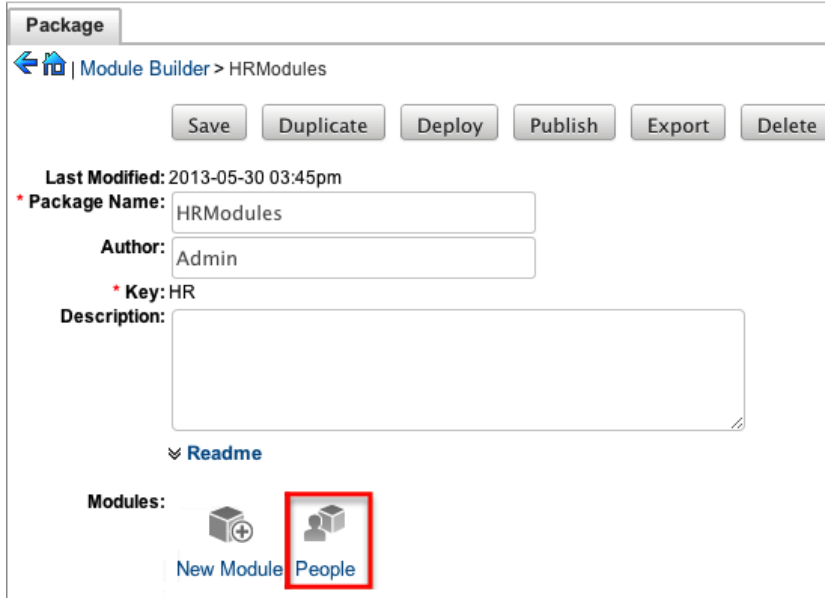 Package
| Module Builder > HRModules
Save Duplicate Deploy Publish Export Delete
Last Modified: 2013-05-30 03:45pm
* Package Name: HRModules
Author: Admin
* Key: HR
Description:
Readme
Modules:
New Module People